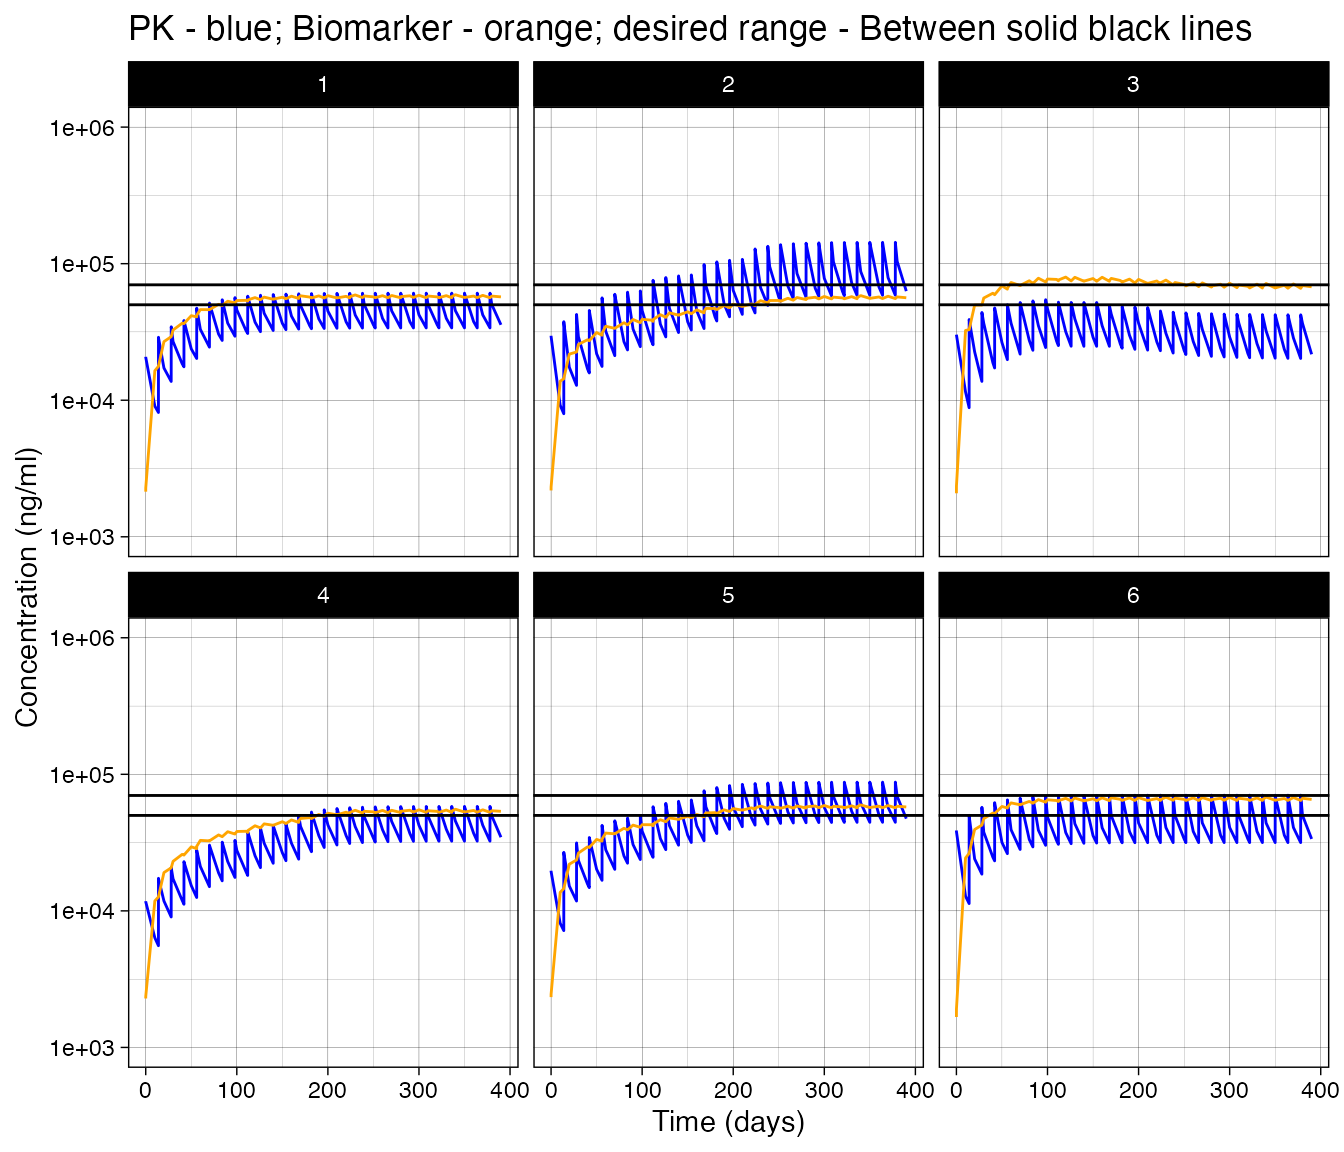 PK - blue; Biomarker - orange; desired range - Between solid black lines
1 2 3
1e+06
1e+05
1e+04
1e+03
4 5 6
1e+06
1e+05
1e+04
1e+03
0 100 200 300 400 0 100 200 300 400 0 100 200 300 400
Time (days)
Concentration (ng/ml)